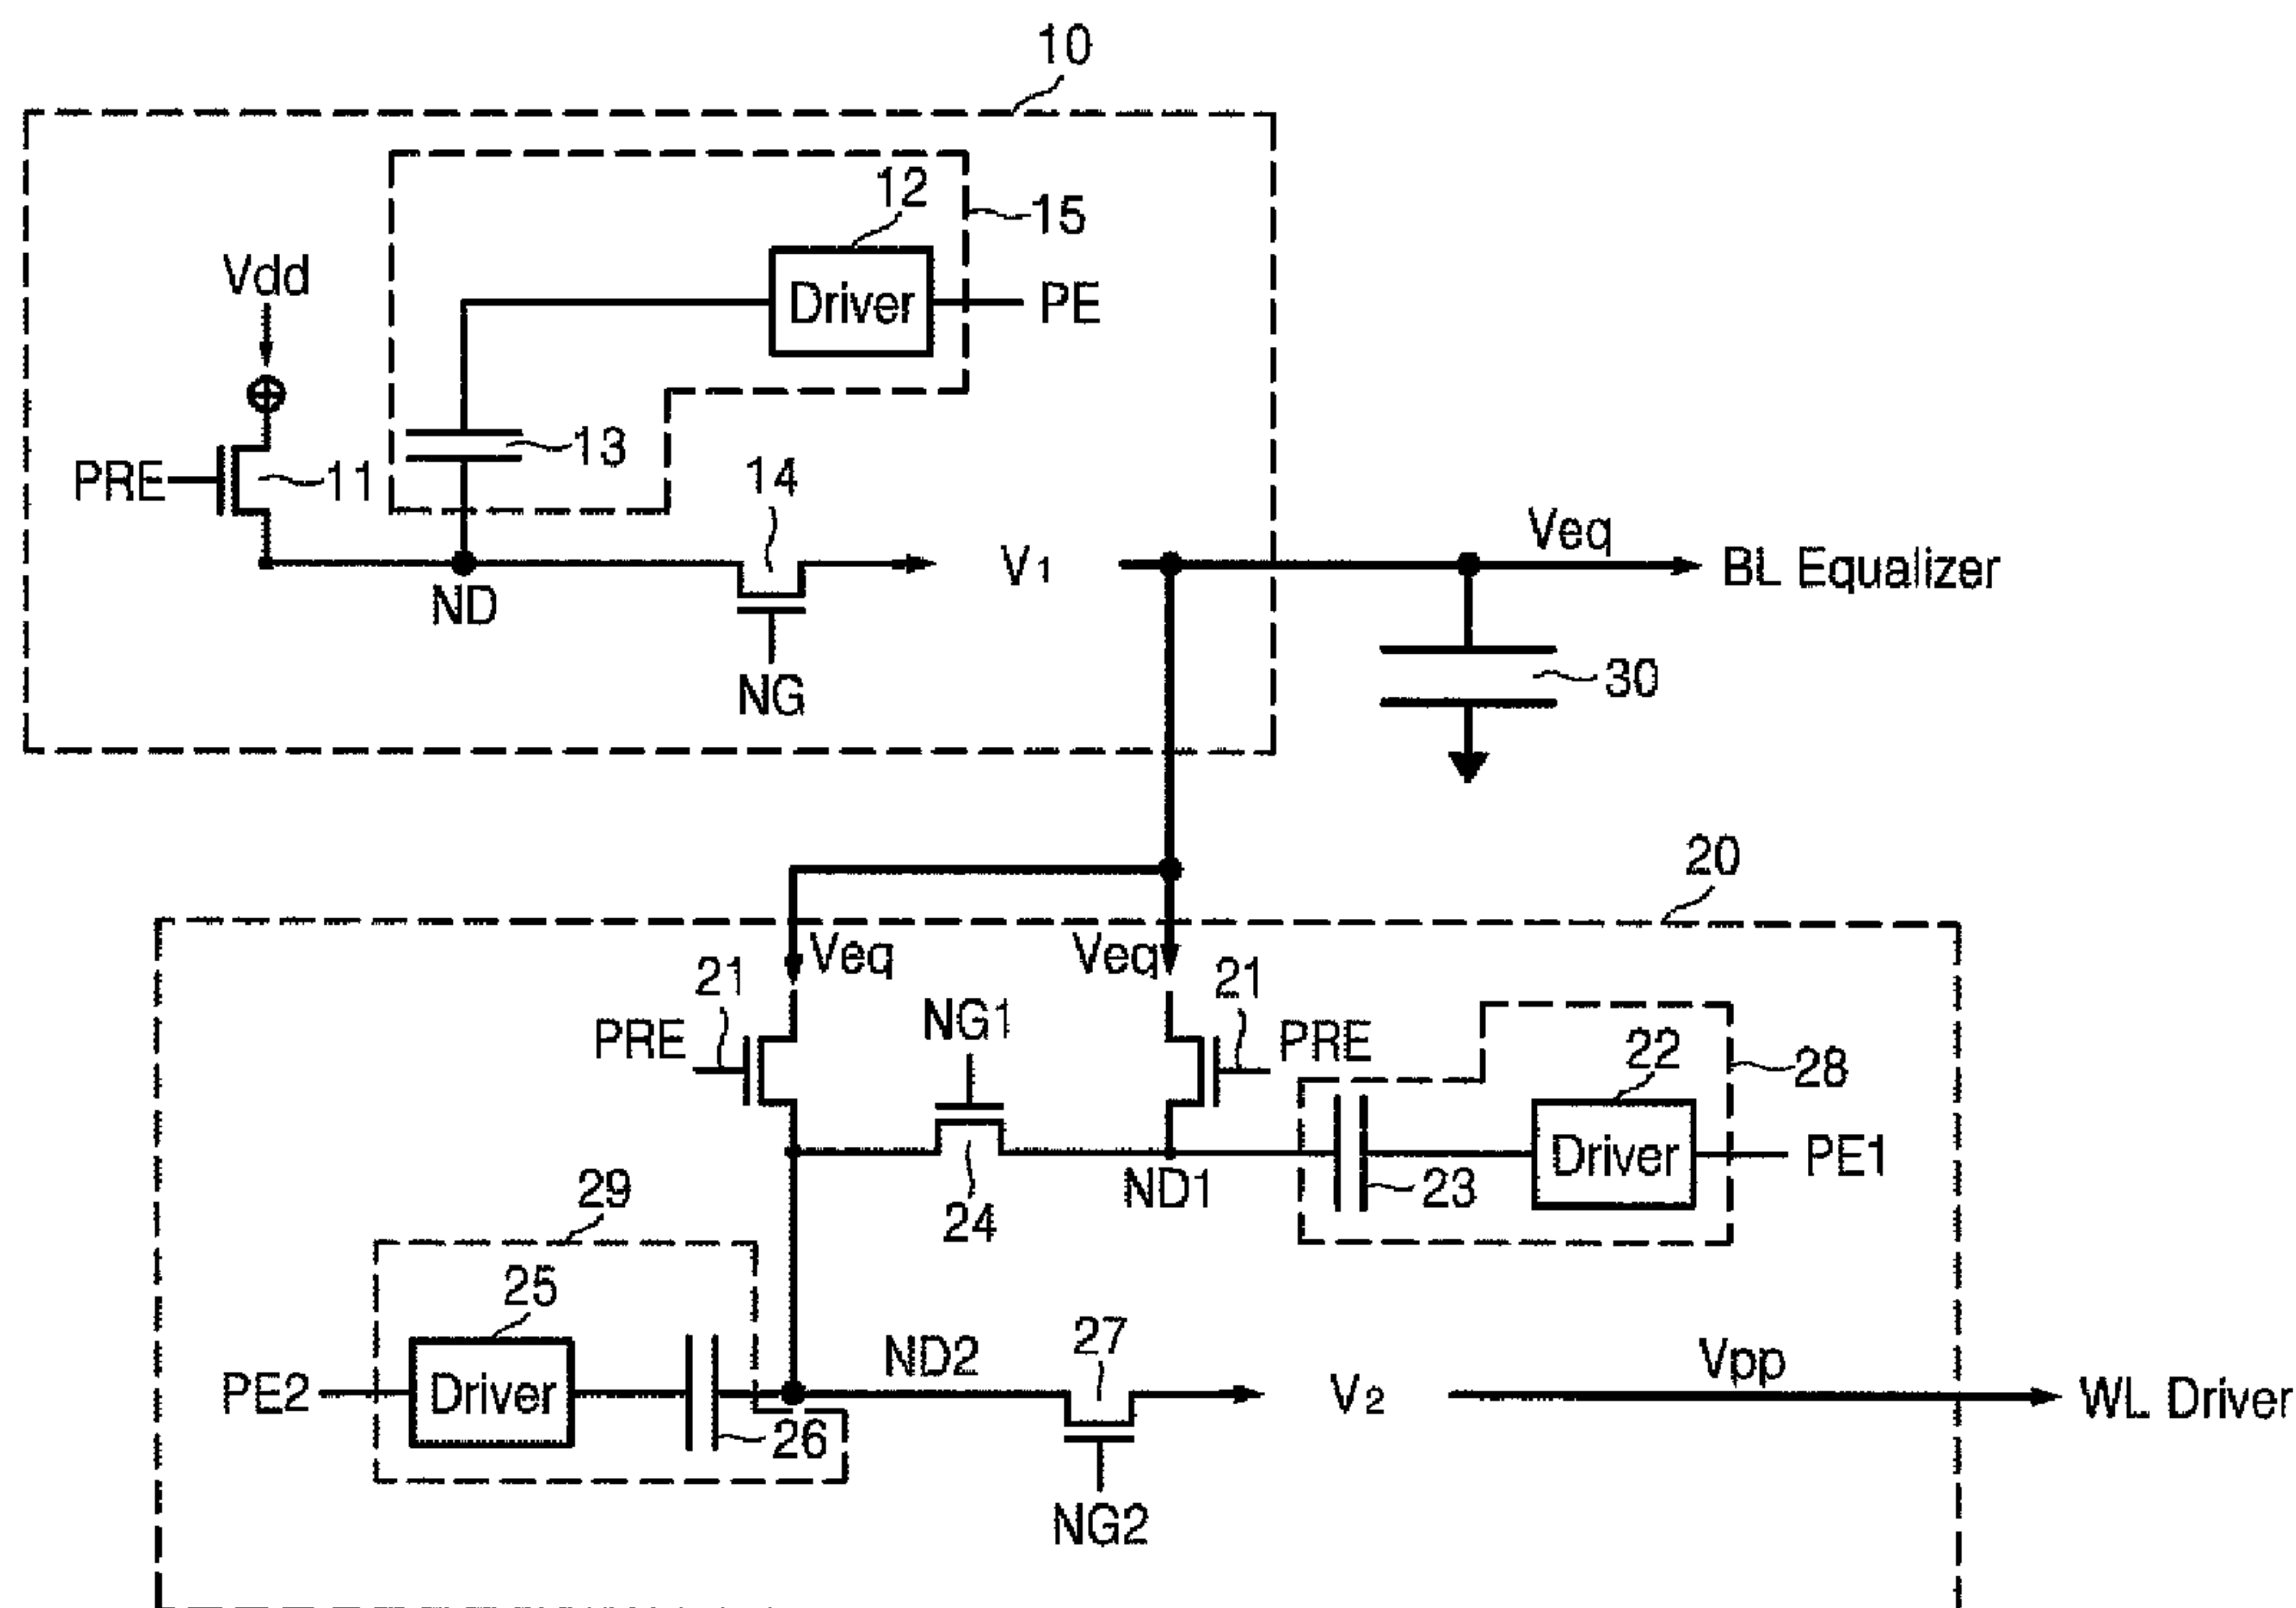 10
12
15
Vdd
Driver
PE
13
PRE
11
14
Veq
V1
BL Equalizer
ND
30
NG
20
Veq
Veq
21
21
NG1
PRE
PRE
22
28
Driver
PE1
29
ND1
23
24
25
27
ND2
Vpp
PE2
Driver
V2
WL Driver
26
NG2